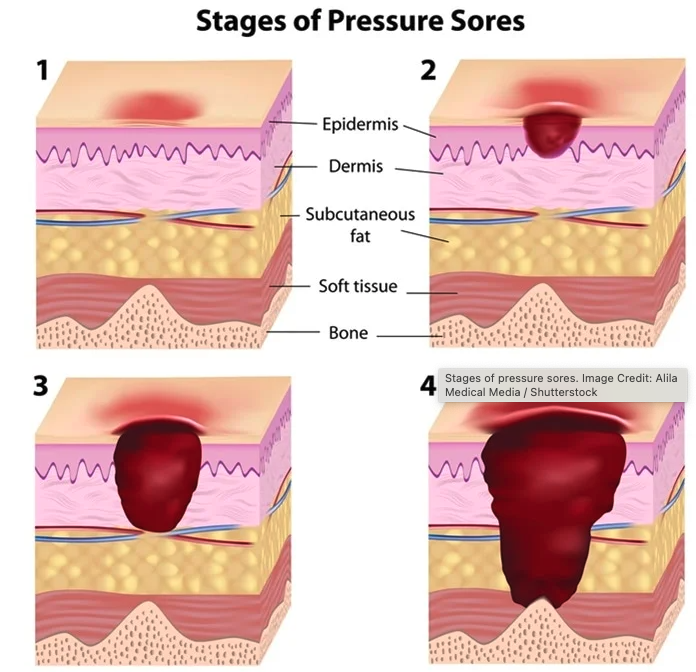 Stages of Pressure Sores
1
2
Epidermis
Dermis
Subcutaneous
fat
Soft tissue
Bone
3
4
Stages of pressure sores. Image Credit: Alila
Medical Media / Shutterstock